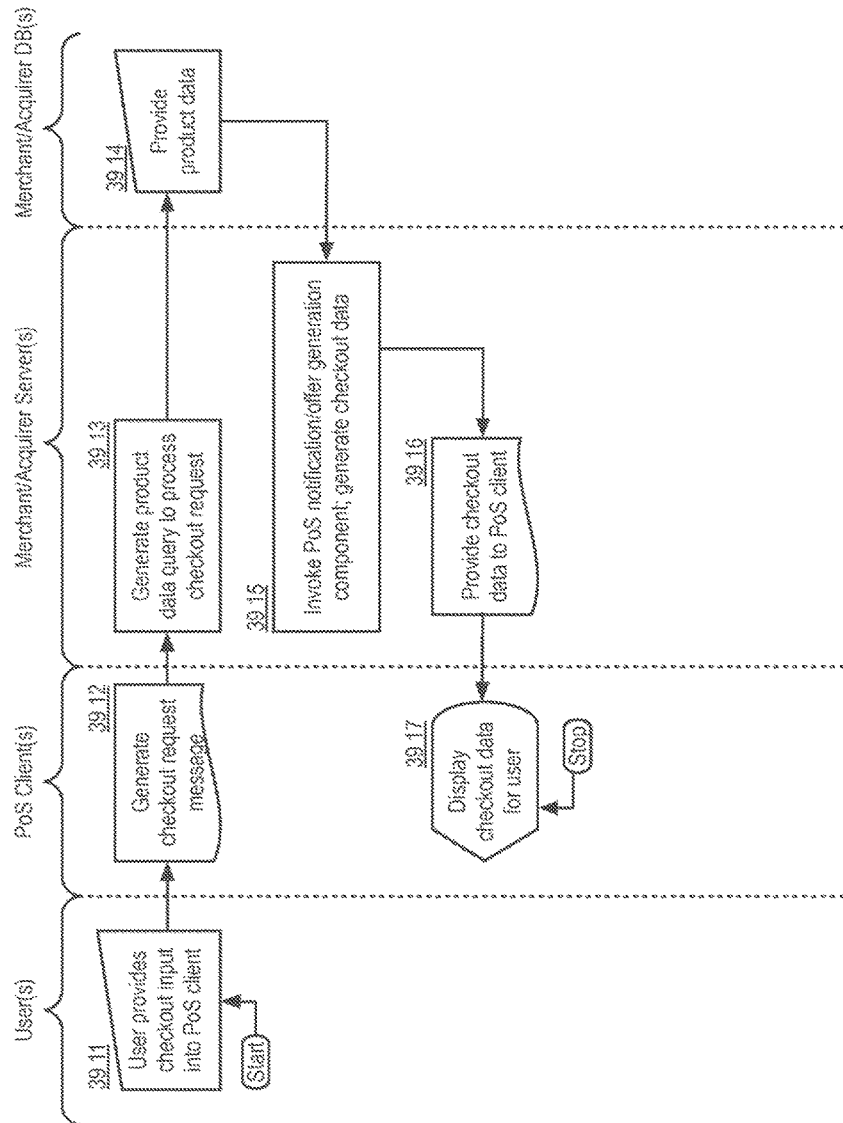 User(s)
PoS Client(s)
Merchant/Acquirer Server(s)
Merchant/Acquirer DB(s)
39 11
User provides
checkout input
into PoS client
Start
39 12
Generate
checkout request
message
39 13
Generate product
data query to process
checkout request
39 14
Provide
product data
39 15
Invoke PoS notification/offer generation
component; generate checkout data
39 16
Provide checkout
data to PoS client
39 17
Display
checkout data
for user
Stop